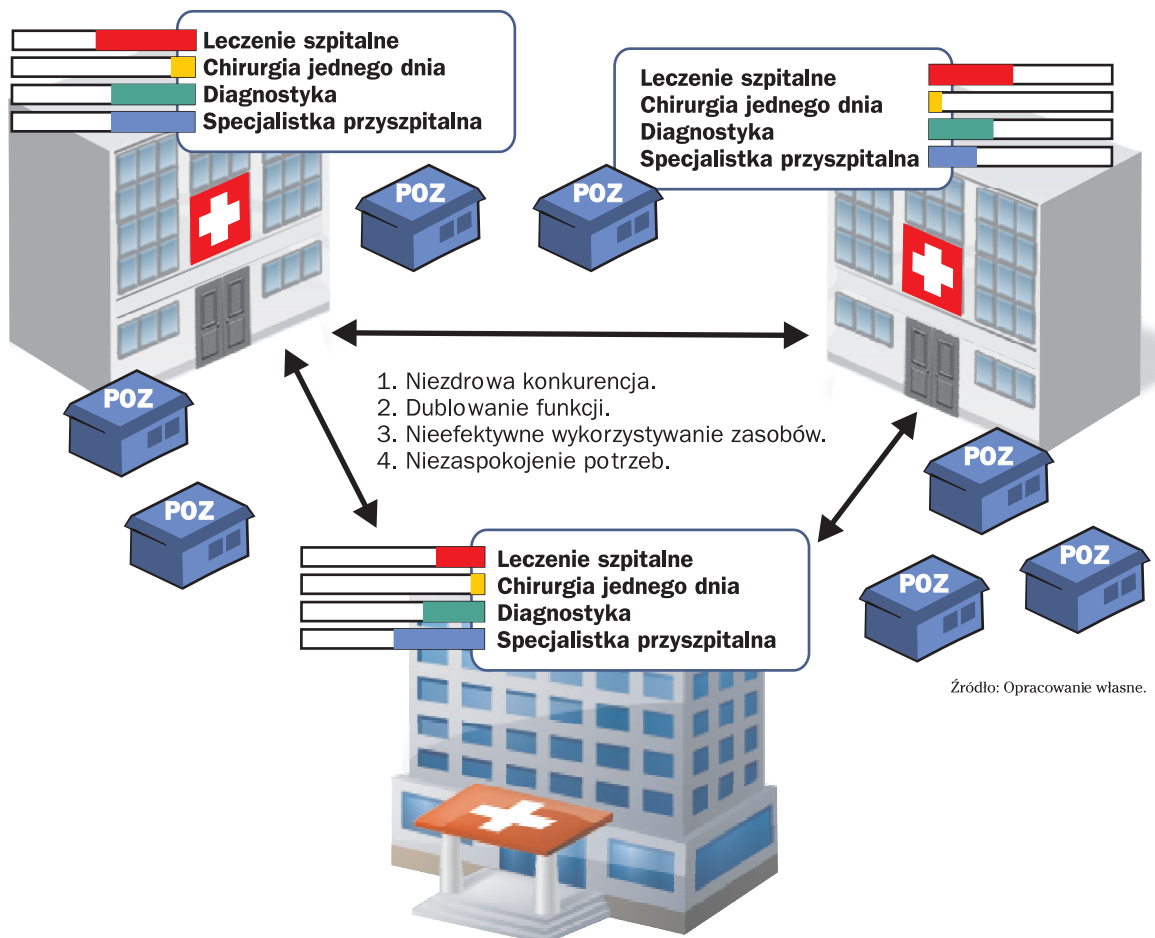 Leczenie szpitalne
Chirurgia jednego dnia
Diagnostyka
Specjalistka przyszpitalna
Leczenie szpitalne
Chirurgia jednego dnia
Diagnostyka
Specjalistka przyszpitalna
POZ
POZ
1. Niezdrowa konkurencja.
2. Dublowanie funkcji.
3. Nieefektywne wykorzystywanie zasobów.
4. Niezaspokojenie potrzeb.
POZ
POZ
POZ
POZ
POZ
Leczenie szpitalne
Chirurgia jednego dnia
Diagnostyka
Specjalistka przyszpitalna
Źródło: Opracowanie własne.